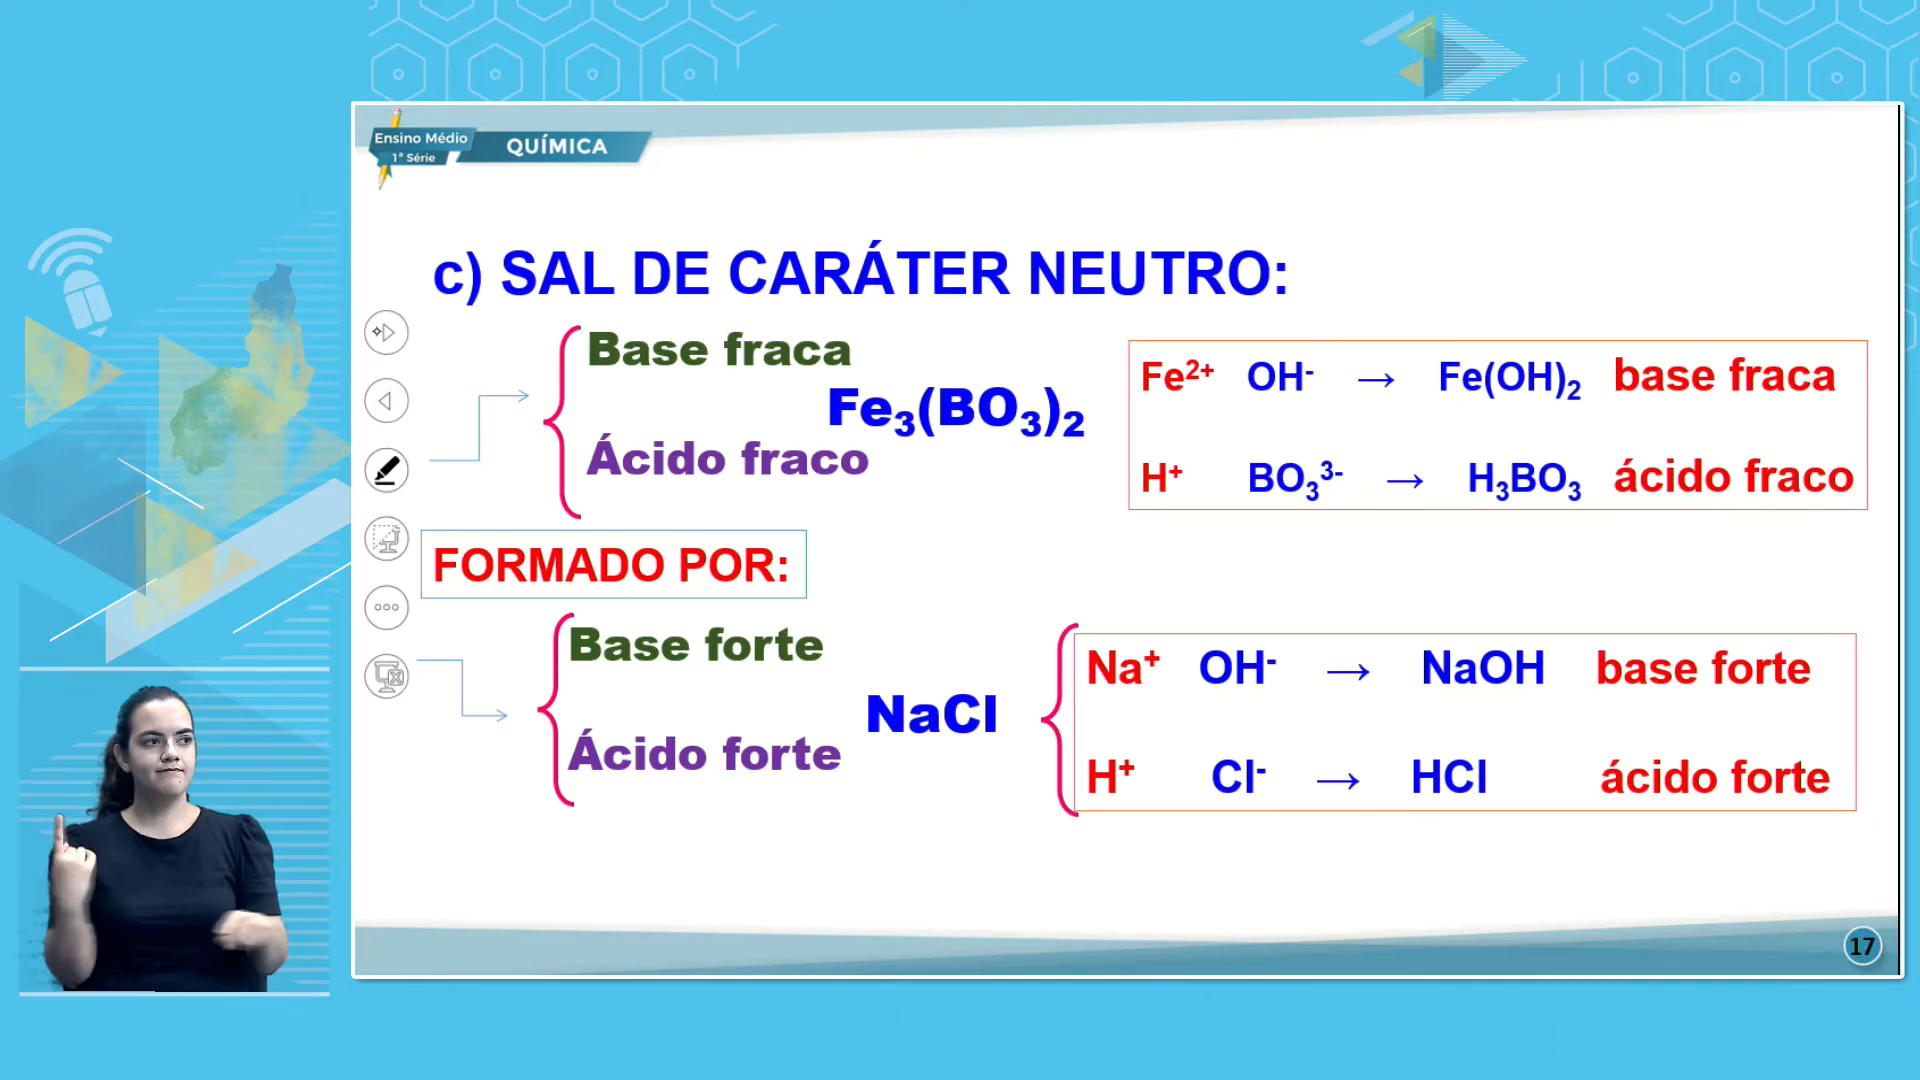 Ensino Médio
1ª Série
QUÍMICA
c) SAL DE CARÁTER NEUTRO:
Base fraca
Ácido fraco
Fe₃(BO₃)₂
Fe²⁺ OH⁻ → Fe(OH)₂ base fraca
H⁺ BO₃³⁻ → H₃BO₃ ácido fraco
FORMADO POR:
Base forte
Ácido forte
NaCl
Na⁺ OH⁻ → NaOH base forte
H⁺ Cl⁻ → HCl ácido forte
17